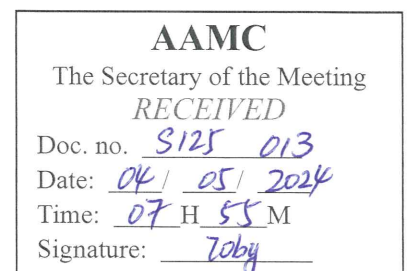 AAMC
The Secretary of the Meeting
RECEIVED
Doc. no. S125 013
Date: 04/ 05/ 2024
Time: 07 H 55 M
Signature: Toby